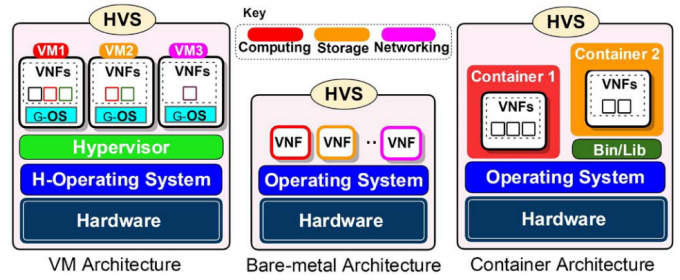 Key
Computing Storage Networking
HVS
VM1 VM2 VM3
VNFs VNFs VNFs
G-OS G-OS G-OS
Hypervisor
H-Operating System
Hardware
VM Architecture
HVS
VNF VNF .. VNF
Operating System
Hardware
Bare-metal Architecture
HVS
Container 1
VNFs
Container 2
VNFs
Bin/Lib
Operating System
Hardware
Container Architecture